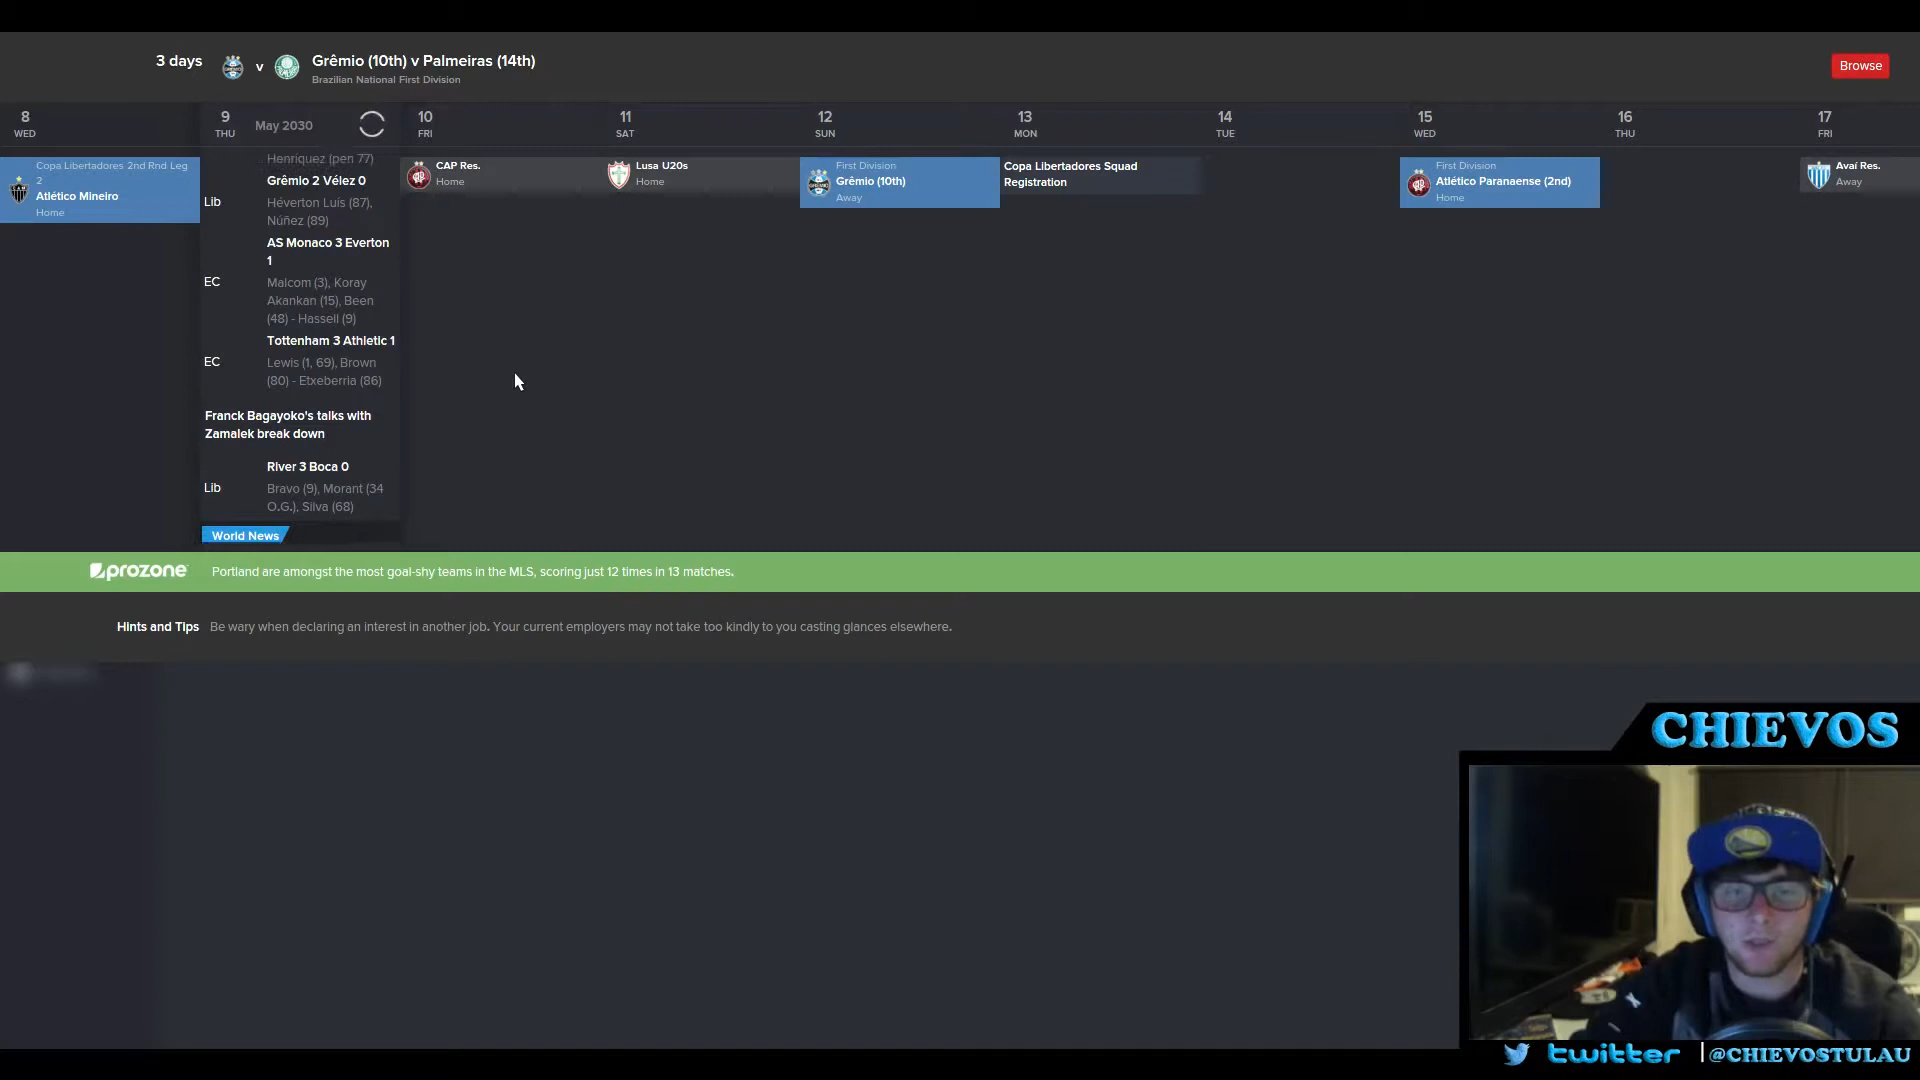 3 days
v
Grêmio (10th) v Palmeiras (14th)
Brazilian National First Division
Browse
8
WED
9
THU
May 2030
10
FRI
11
SAT
12
SUN
13
MON
14
TUE
15
WED
16
THU
17
FRI
Copa Libertadores 2nd Rnd Leg
2
Atlético Mineiro
Home
Henríquez (pen 77)
Grêmio 2 Vélez 0
Lib
Héverton Luís (87),
Núñez (89)
AS Monaco 3 Everton
1
EC
Malcom (3), Koray
Akankan (15), Been
(48) - Hassell (9)
Tottenham 3 Athletic 1
EC
Lewis (1, 69), Brown
(80) - Etxeberria (86)
Franck Bagayoko's talks with
Zamalek break down
River 3 Boca 0
Lib
Bravo (9), Morant (34
O.G.), Silva (68)
World News
CAP Res.
Home
Lusa U20s
Home
First Division
Grêmio (10th)
Away
Copa Libertadores Squad
Registration
First Division
Atlético Paranaense (2nd)
Home
Avaí Res.
Away
prozone
Portland are amongst the most goal-shy teams in the MLS, scoring just 12 times in 13 matches.
Hints and Tips
Be wary when declaring an interest in another job. Your current employers may not take too kindly to you casting glances elsewhere.
CHIEVOS
twitter
@CHIEVOSTULAU